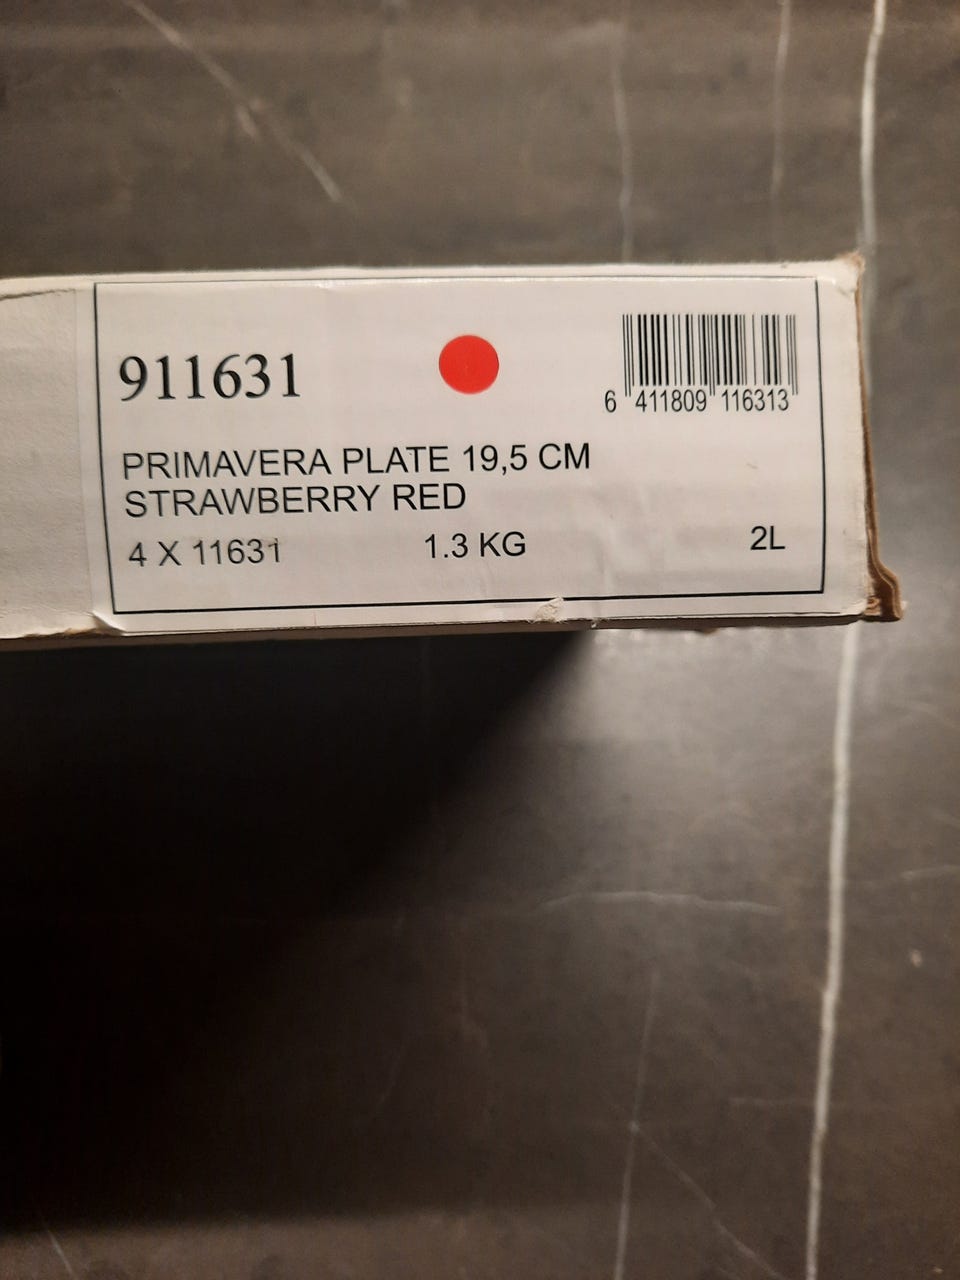 911631
6 411809 116313
PRIMAVERA PLATE 19,5 CM
STRAWBERRY RED
4 X 11631 1.3 KG 2L